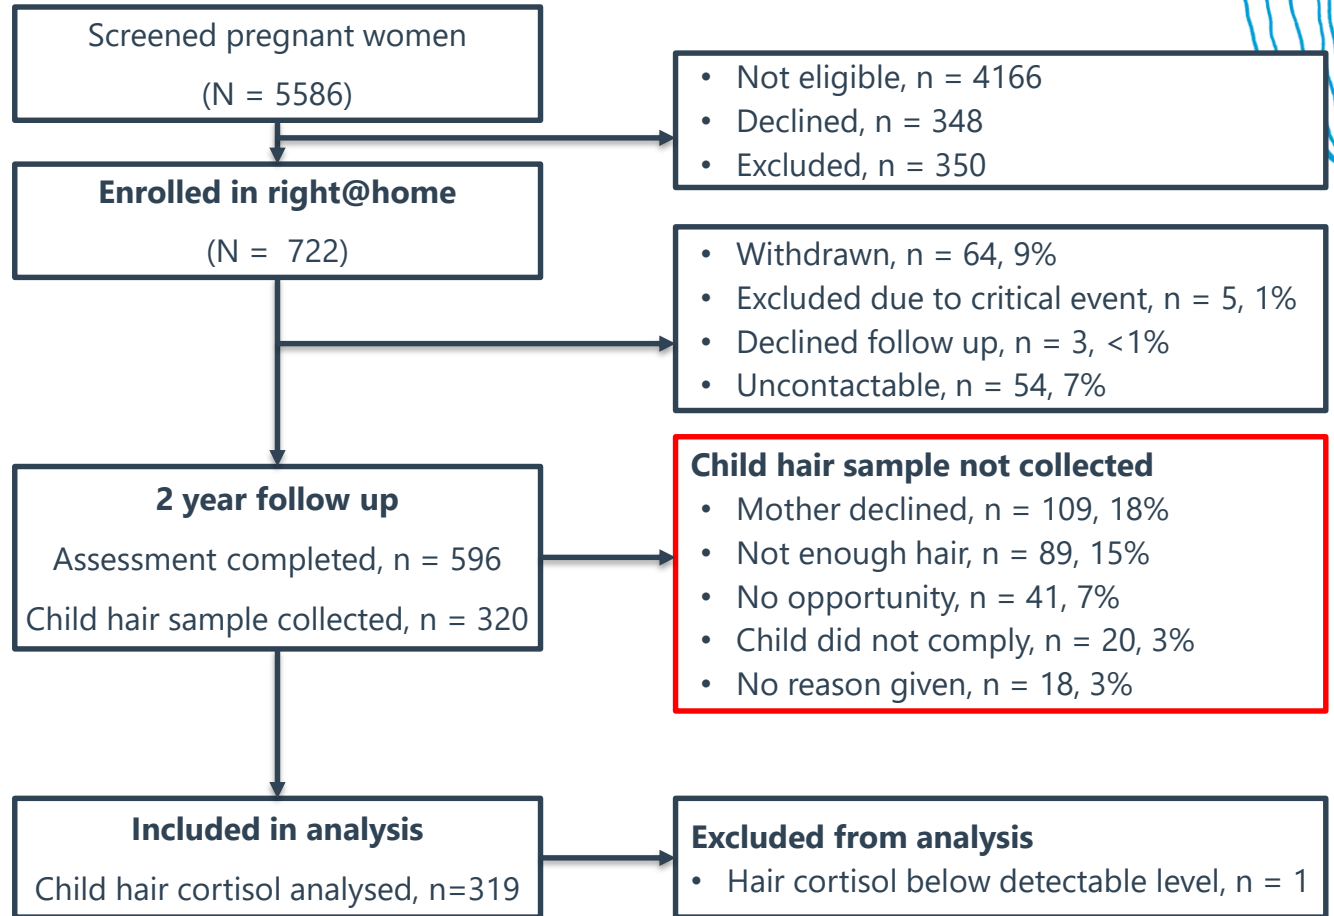 Screened pregnant women
(N = 5586)
• Not eligible, n = 4166
• Declined, n = 348
• Excluded, n = 350
Enrolled in right@home
(N =  722)
• Withdrawn, n = 64, 9%
• Excluded due to critical event, n = 5, 1%
• Declined follow up, n = 3, <1%
• Uncontactable, n = 54, 7%
2 year follow up
Assessment completed, n = 596
Child hair sample collected, n = 320
Child hair sample not collected
• Mother declined, n = 109, 18%
• Not enough hair, n = 89, 15%
• No opportunity, n = 41, 7%
• Child did not comply, n = 20, 3%
• No reason given, n = 18, 3%
Included in analysis
Child hair cortisol analysed, n=319
Excluded from analysis
• Hair cortisol below detectable level, n = 1